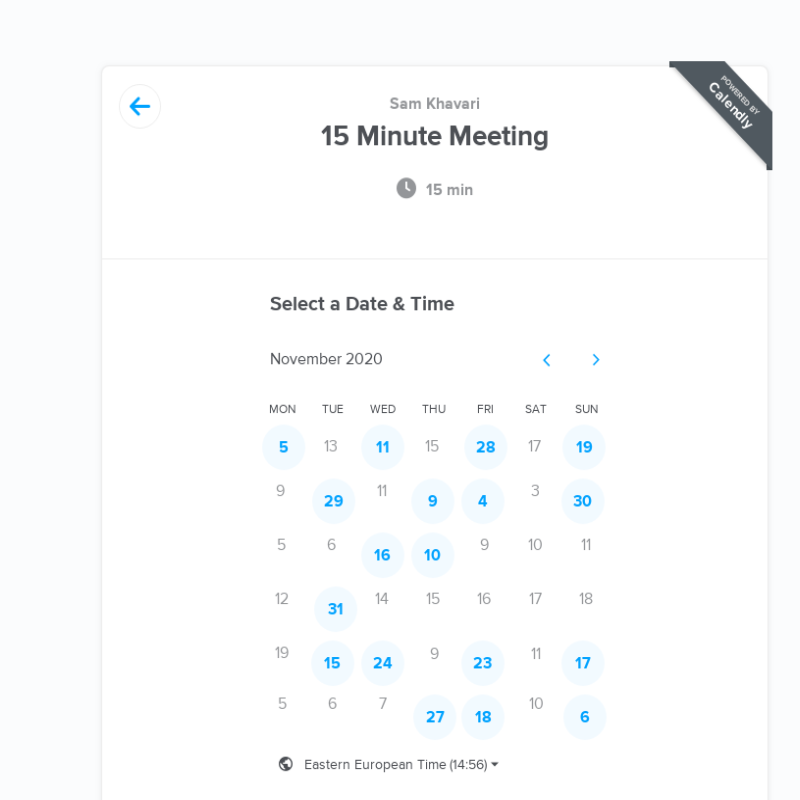 POWERED BY
Calendly
Sam Khavari
15 Minute Meeting
15 min
Select a Date & Time
November 2020
MON TUE WED THU FRI SAT SUN
5 13 11 15 28 17 19
9 29 11 9 4 3 30
5 6 16 10 9 10 11
12 31 14 15 16 17 18
19 15 24 9 23 11 17
5 6 7 27 18 10 6
Eastern European Time (14:56)